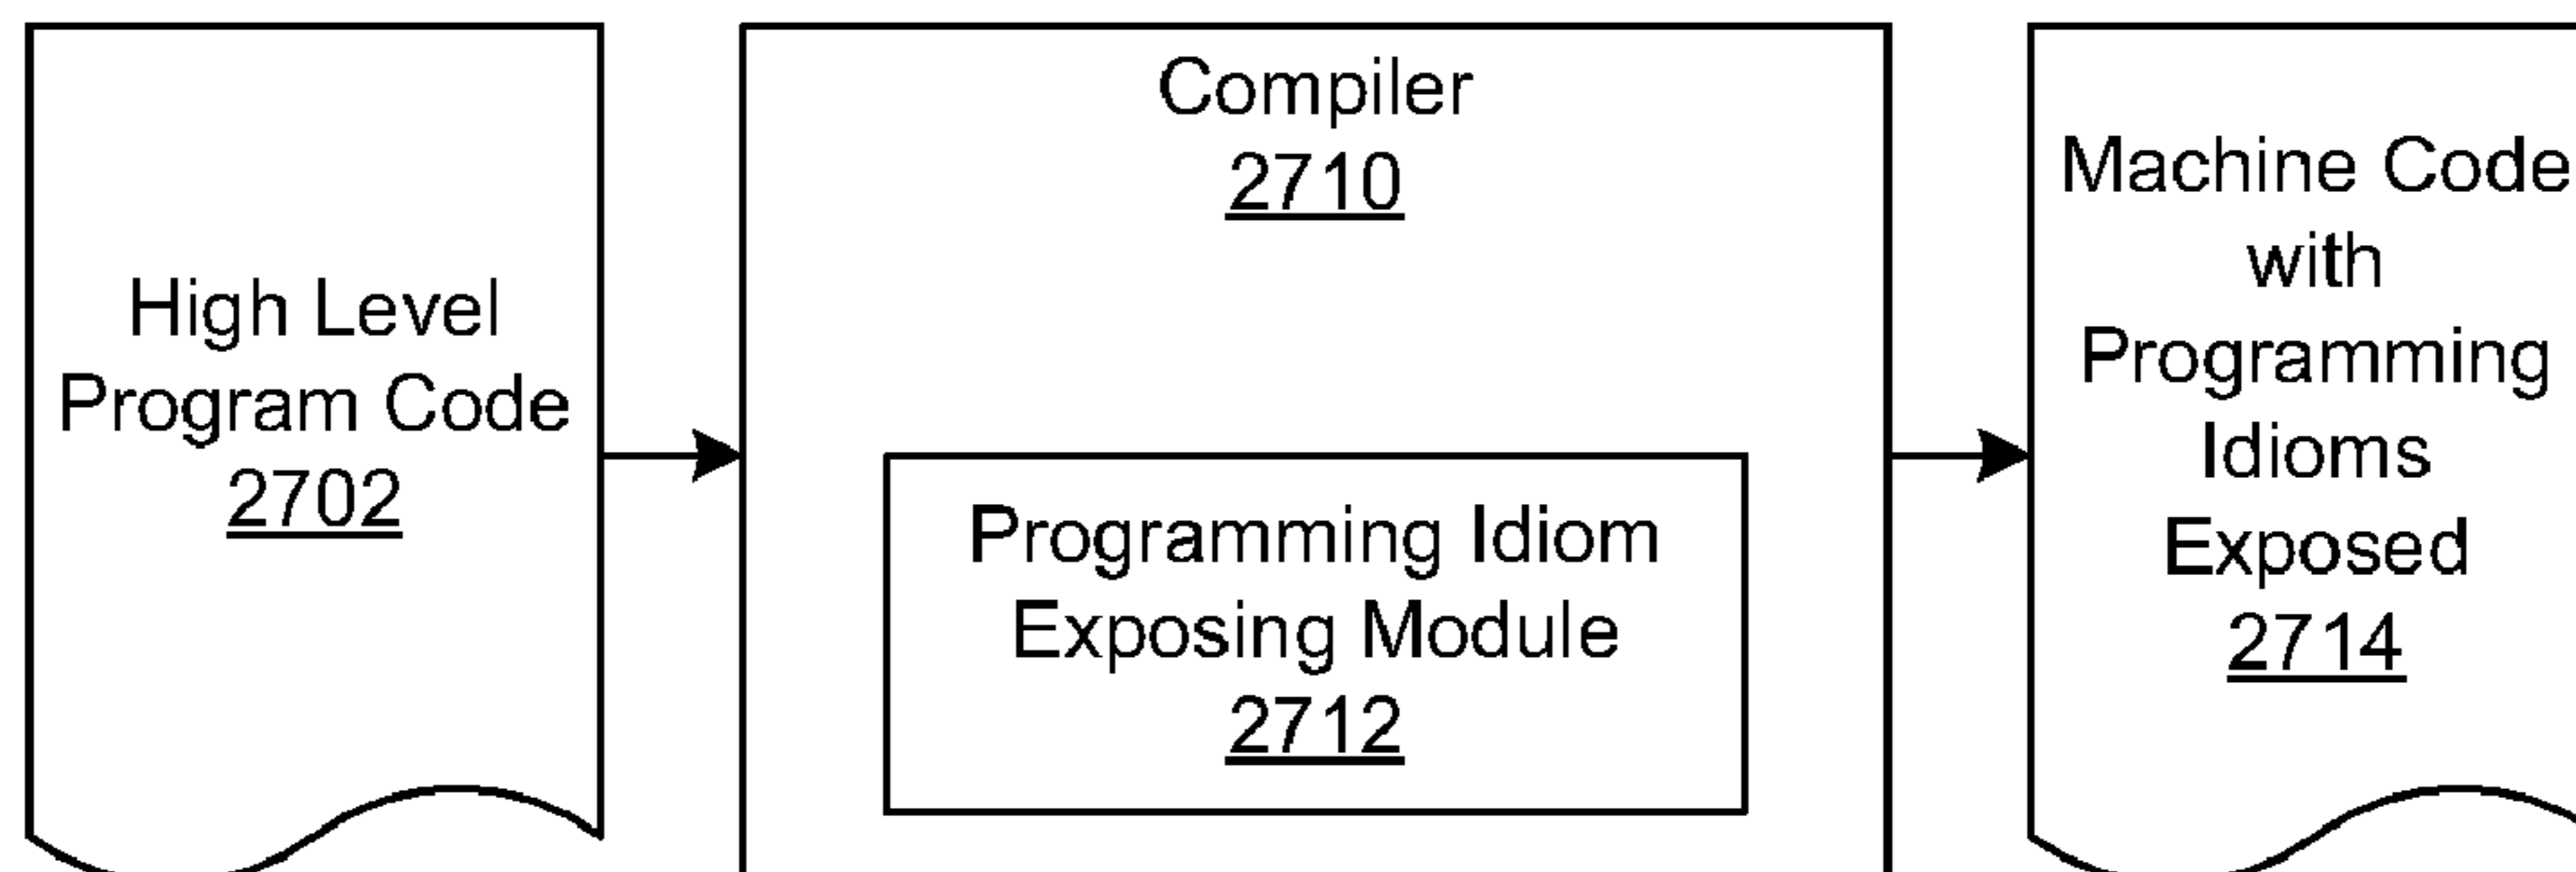 High Level
Program Code
2702
Compiler
2710
Programming Idiom
Exposing Module
2712
Machine Code
with
Programming
Idioms
Exposed
2714